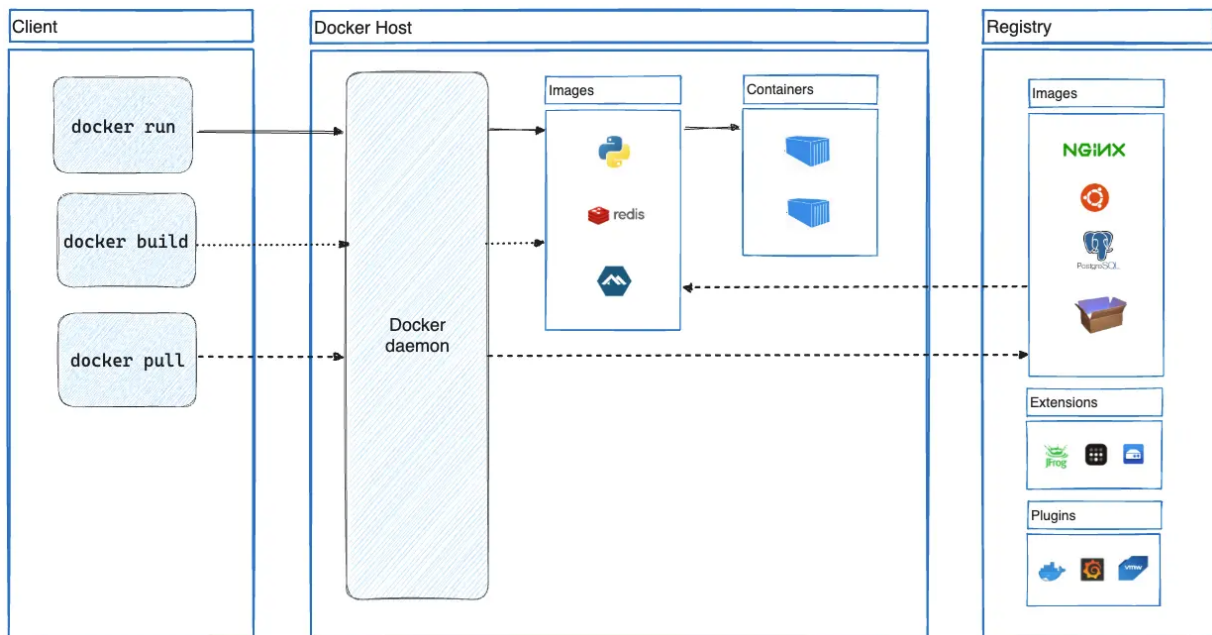 Client
docker run
docker build
docker pull
Docker Host
Docker
daemon
Images
redis
Containers
Registry
Images
NGINX
PostgreSQL
Extensions
JFrog
Plugins
vmw